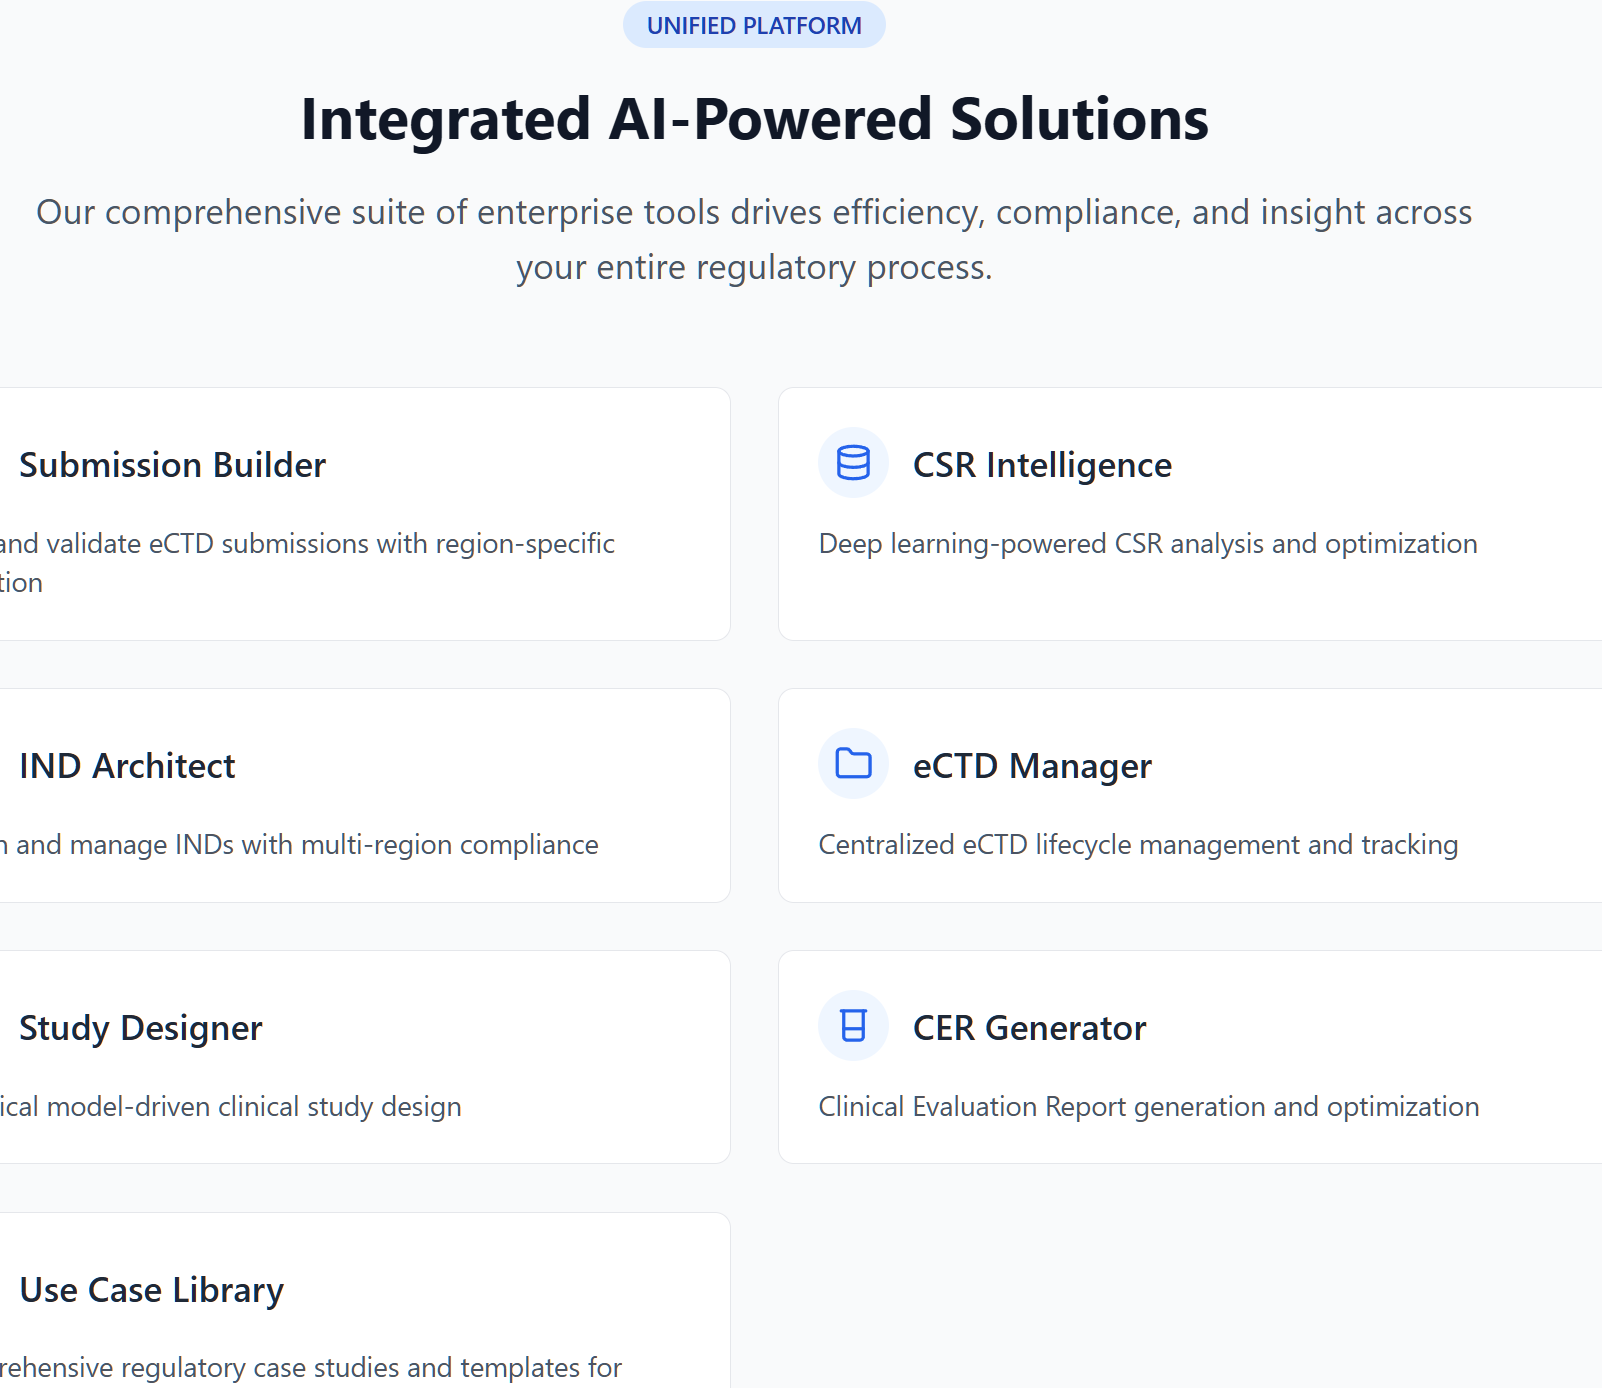 UNIFIED PLATFORM
Integrated AI-Powered Solutions
Our comprehensive suite of enterprise tools drives efficiency, compliance, and insight across
your entire regulatory process.
Submission Builder
and validate eCTD submissions with region-specific
tion
CSR Intelligence
Deep learning-powered CSR analysis and optimization
IND Architect
and manage INDs with multi-region compliance
eCTD Manager
Centralized eCTD lifecycle management and tracking
Study Designer
ical model-driven clinical study design
CER Generator
Clinical Evaluation Report generation and optimization
Use Case Library
rehensive regulatory case studies and templates for